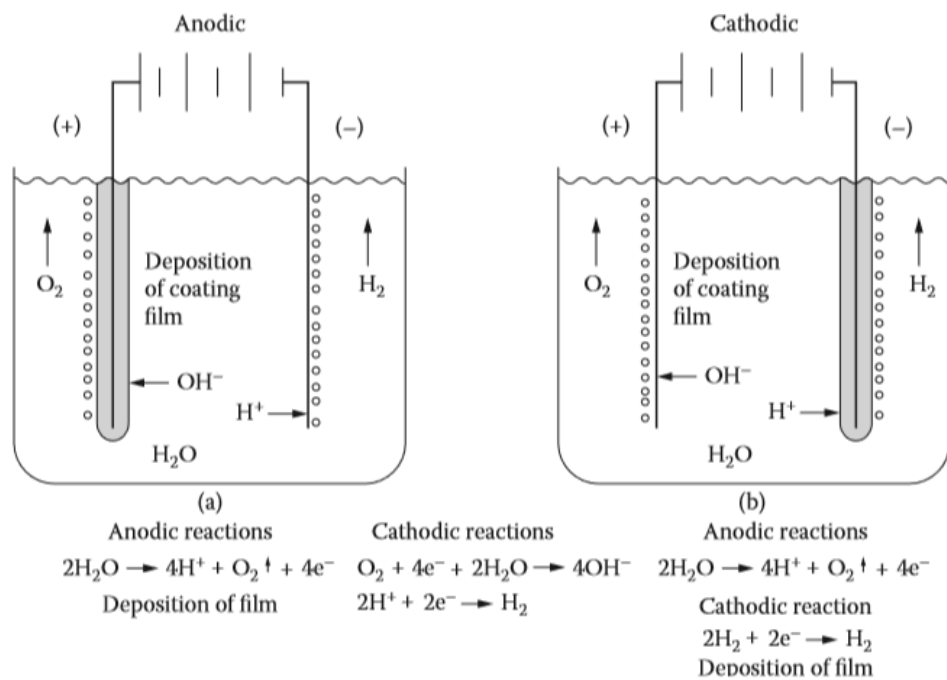 Anodic
Cathodic
(+)
(–)
(+)
(–)
O₂
Deposition
of coating
film
H₂
OH⁻
H⁺
H₂O
O₂
Deposition
of coating
film
H₂
OH⁻
H⁺
H₂O
(a)
(b)
Anodic reactions
2H₂O → 4H⁺ + O₂↑ + 4e⁻
Deposition of film
Cathodic reactions
O₂ + 4e⁻ + 2H₂O → 4OH⁻
2H⁺ + 2e⁻ → H₂
Anodic reactions
2H₂O → 4H⁺ + O₂↑ + 4e⁻
Cathodic reaction
2H₂ + 2e⁻ → H₂
Deposition of film